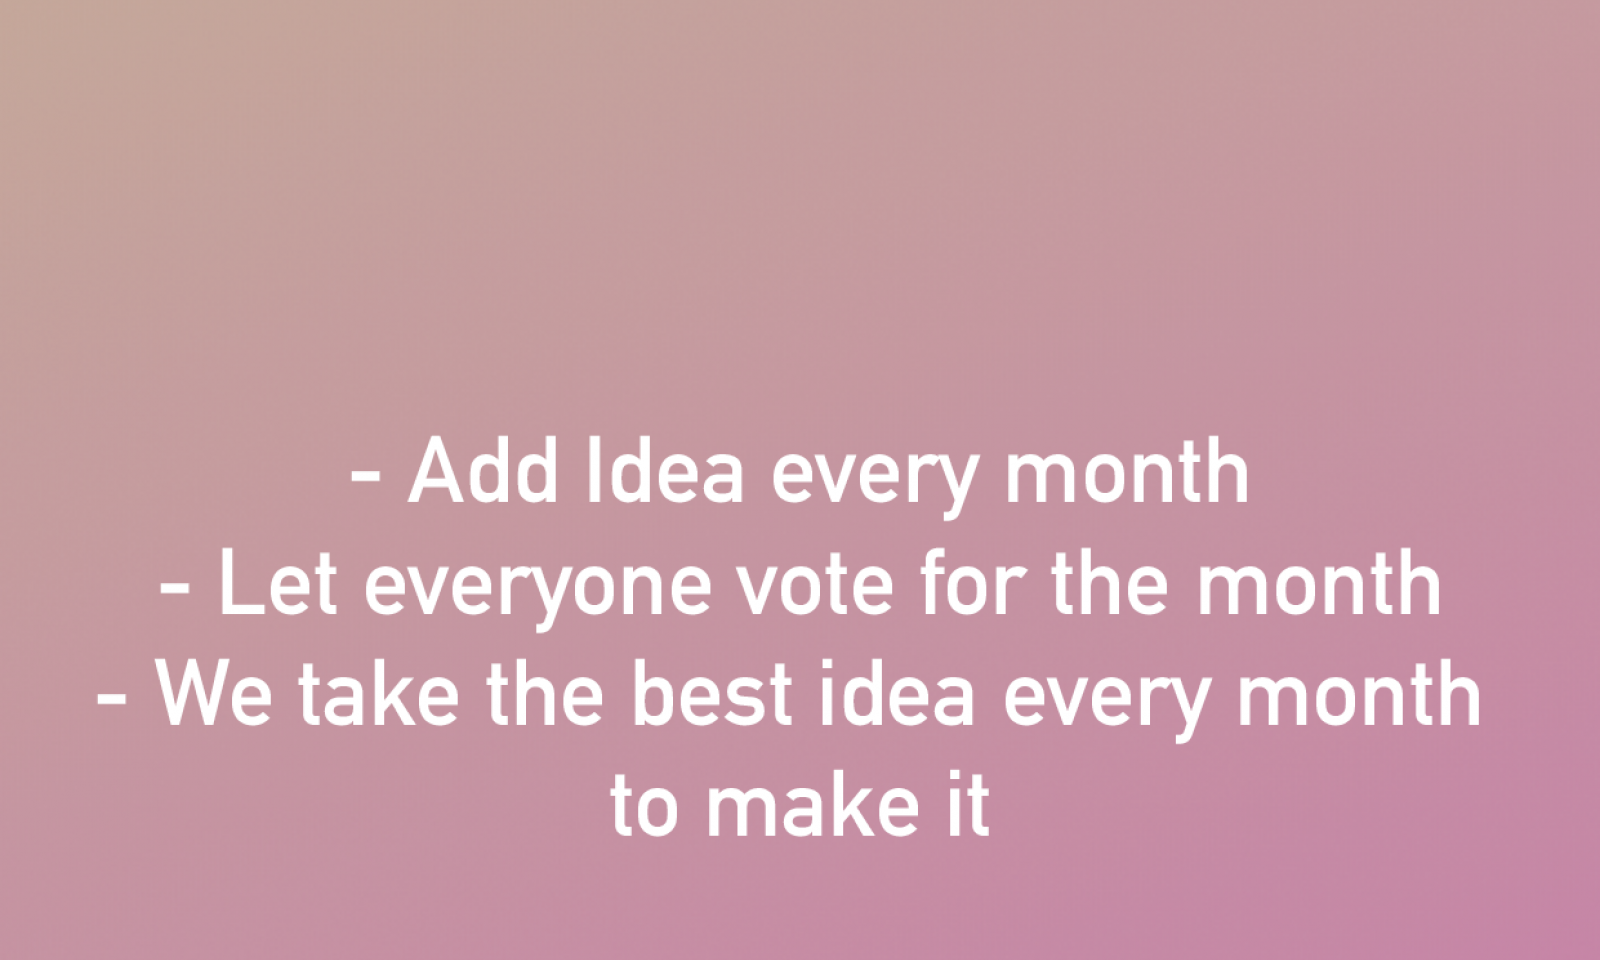 - Add Idea every month
- Let everyone vote for the month
- We take the best idea every month
to make it